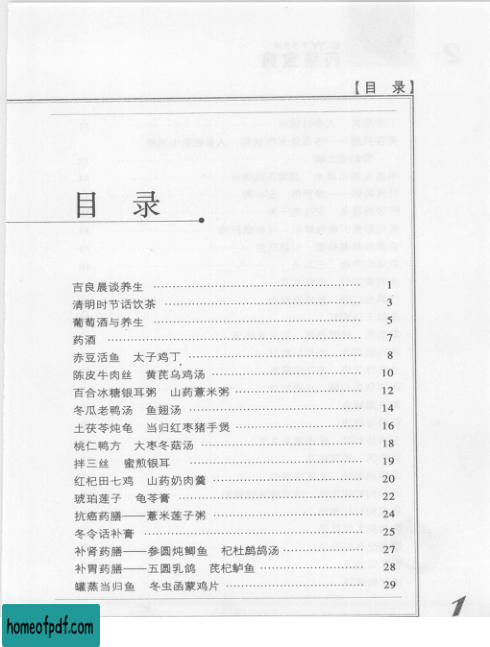 【目 录】
目 录
吉良晨谈养生 …… 1
清明时节话饮茶 …… 3
葡萄酒与养生 …… 5
药酒 …… 7
赤豆活鱼 太子鸡丁 …… 8
陈皮牛肉丝 黄芪乌鸡汤 …… 10
百合冰糖银耳粥 山药薏米粥 …… 12
冬瓜老鸭汤 鱼翅汤 …… 14
土茯苓炖龟 当归红枣猪手煲 …… 16
桃仁鸭方 大枣冬菇汤 …… 18
拌三丝 蜜煎银耳 …… 19
红杞田七鸡 山药奶肉羹 …… 20
琥珀莲子 龟苓膏 …… 22
抗癌药膳——薏米莲子粥 …… 24
冬令话补膏 …… 25
补肾药膳——参圆炖鲫鱼 杞杜鹧鸪汤 …… 27
补胃药膳——五圆乳鸽 芪杞鲈鱼 …… 28
罐蒸当归鱼 冬虫函蒙鸡片 …… 29
1
homeofpdf.com